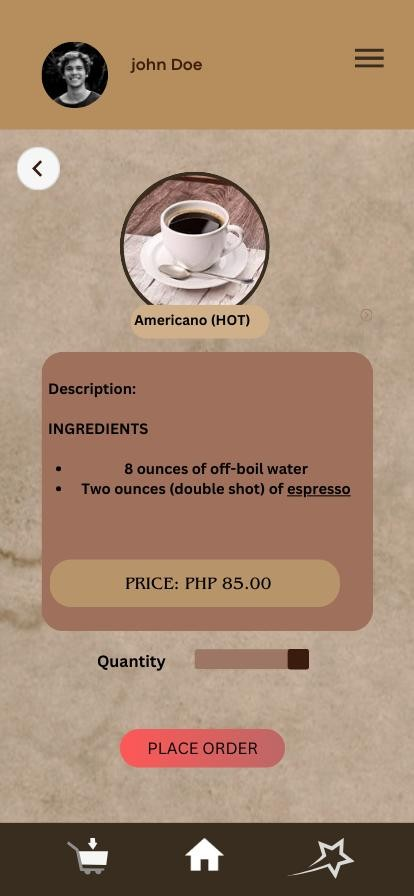 john Doe
Americano (HOT)
Description:
INGREDIENTS
• 8 ounces of off-boil water
• Two ounces (double shot) of espresso
PRICE: PHP 85.00
Quantity
PLACE ORDER